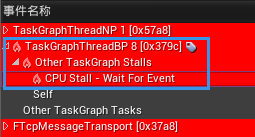 事件名称
TaskGraphThreadNP 1 [0x57a8]
TaskGraphThreadBP 8 [0x379c]
Other TaskGraph Stalls
CPU Stall - Wait For Event
Self
Other TaskGraph Tasks
FTcpMessageTransport [0x37a8]